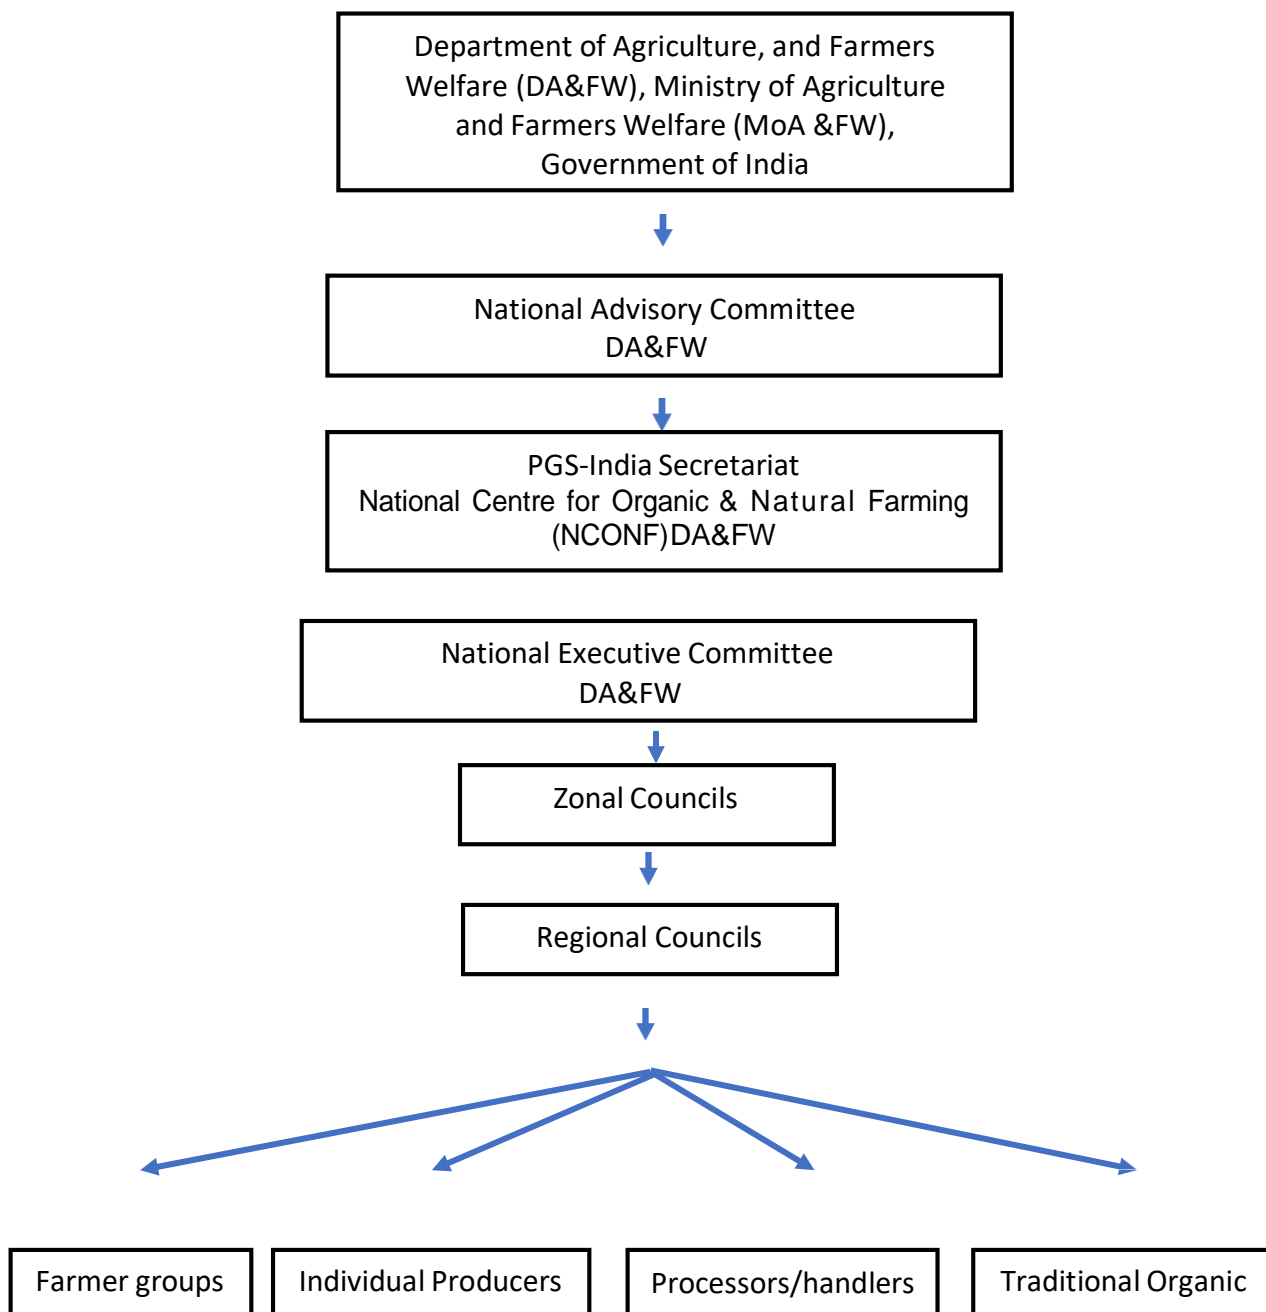 Department of Agriculture, and Farmers
Welfare (DA&FW), Ministry of Agriculture
and Farmers Welfare (MoA &FW),
Government of India
National Advisory Committee
DA&FW
PGS-India Secretariat
National Centre for Organic & Natural Farming
(NCONF)DA&FW
National Executive Committee
DA&FW
Zonal Councils
Regional Councils
Farmer groups
Individual Producers
Processors/handlers
Traditional Organic